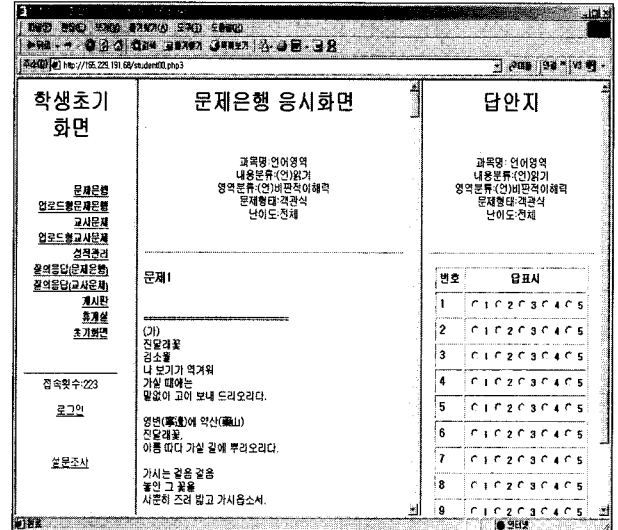 http://165.229.191.68/student00.php3
학생초기
화면
문제은행
업로드형문제은행
교사문제
업로드형교사문제
성적관리
질의응답(문제은행)
질의응답(교사문제)
게시판
휴게실
초기화면
접속횟수:223
로그인
설문조사
문제은행 응시화면
과목명:언어영역
내용분류:(언)읽기
영역분류:(언)비판적이해력
문제형태:객관식
난이도:전체
문제1
(가)
진달래꽃
김소월
나 보기가 역겨워
가실 때에는
말없이 고이 보내 드리오리다.
영변(寧邊)에 약산(藥山)
진달래꽃,
아름 따다 가실 길에 뿌리오리다.
가시는 걸음 걸음
놓인 그 꽃을
사뿐히 즈려 밟고 가시옵소서.
답안지
과목명: 언어영역
내용분류:(언)읽기
영역분류:(언)비판적이해력
문제형태:객관식
난이도:전체
번호 답표시
1 1 2 3 4 5
2 1 2 3 4 5
3 1 2 3 4 5
4 1 2 3 4 5
5 1 2 3 4 5
6 1 2 3 4 5
7 1 2 3 4 5
8 1 2 3 4 5
9 1 2 3 4 5
완료
인터넷